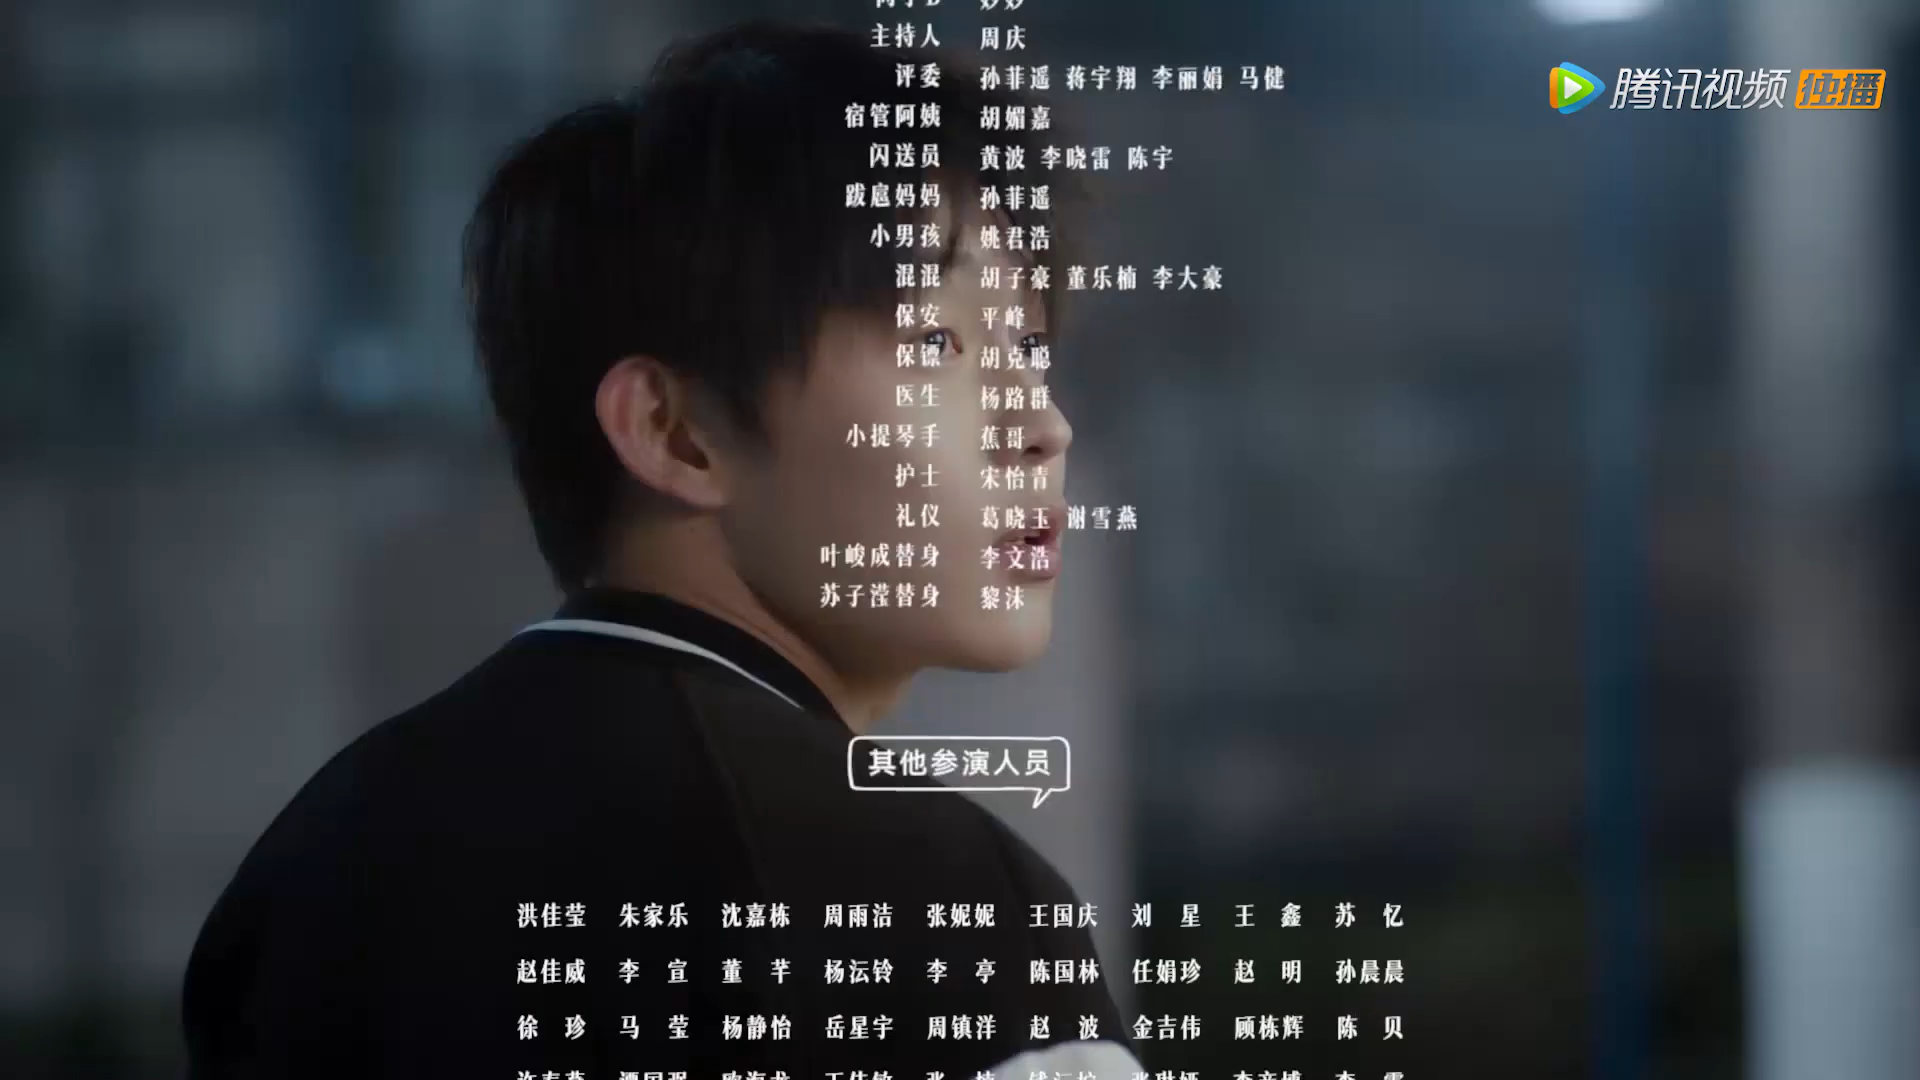 主持人 周庆
评委 孙菲遥 蒋宇翔 李丽娟 马健
腾讯视频 独播
宿管阿姨 胡媚嘉
闪送员 黄波 李晓雷 陈宇
跋扈妈妈 孙菲遥
小男孩 姚君浩
混混 胡子豪 董乐楠 李大豪
保安 平峰
保镖 胡克聪
医生 杨路群
小提琴手 蕉哥
护士 宋怡青
礼仪 葛晓玉 谢雪燕
叶峻成替身 李文浩
苏子滢替身 黎沫
其他参演人员
洪佳莹 朱家乐 沈嘉栋 周雨洁 张妮妮 王国庆 刘 星 王 鑫 苏 忆
赵佳威 李 宣 董 芊 杨沄铃 李 亭 陈国林 任娟珍 赵 明 孙晨晨
徐 珍 马 莹 杨静怡 岳星宇 周镇洋 赵 波 金吉伟 顾栋辉 陈 贝